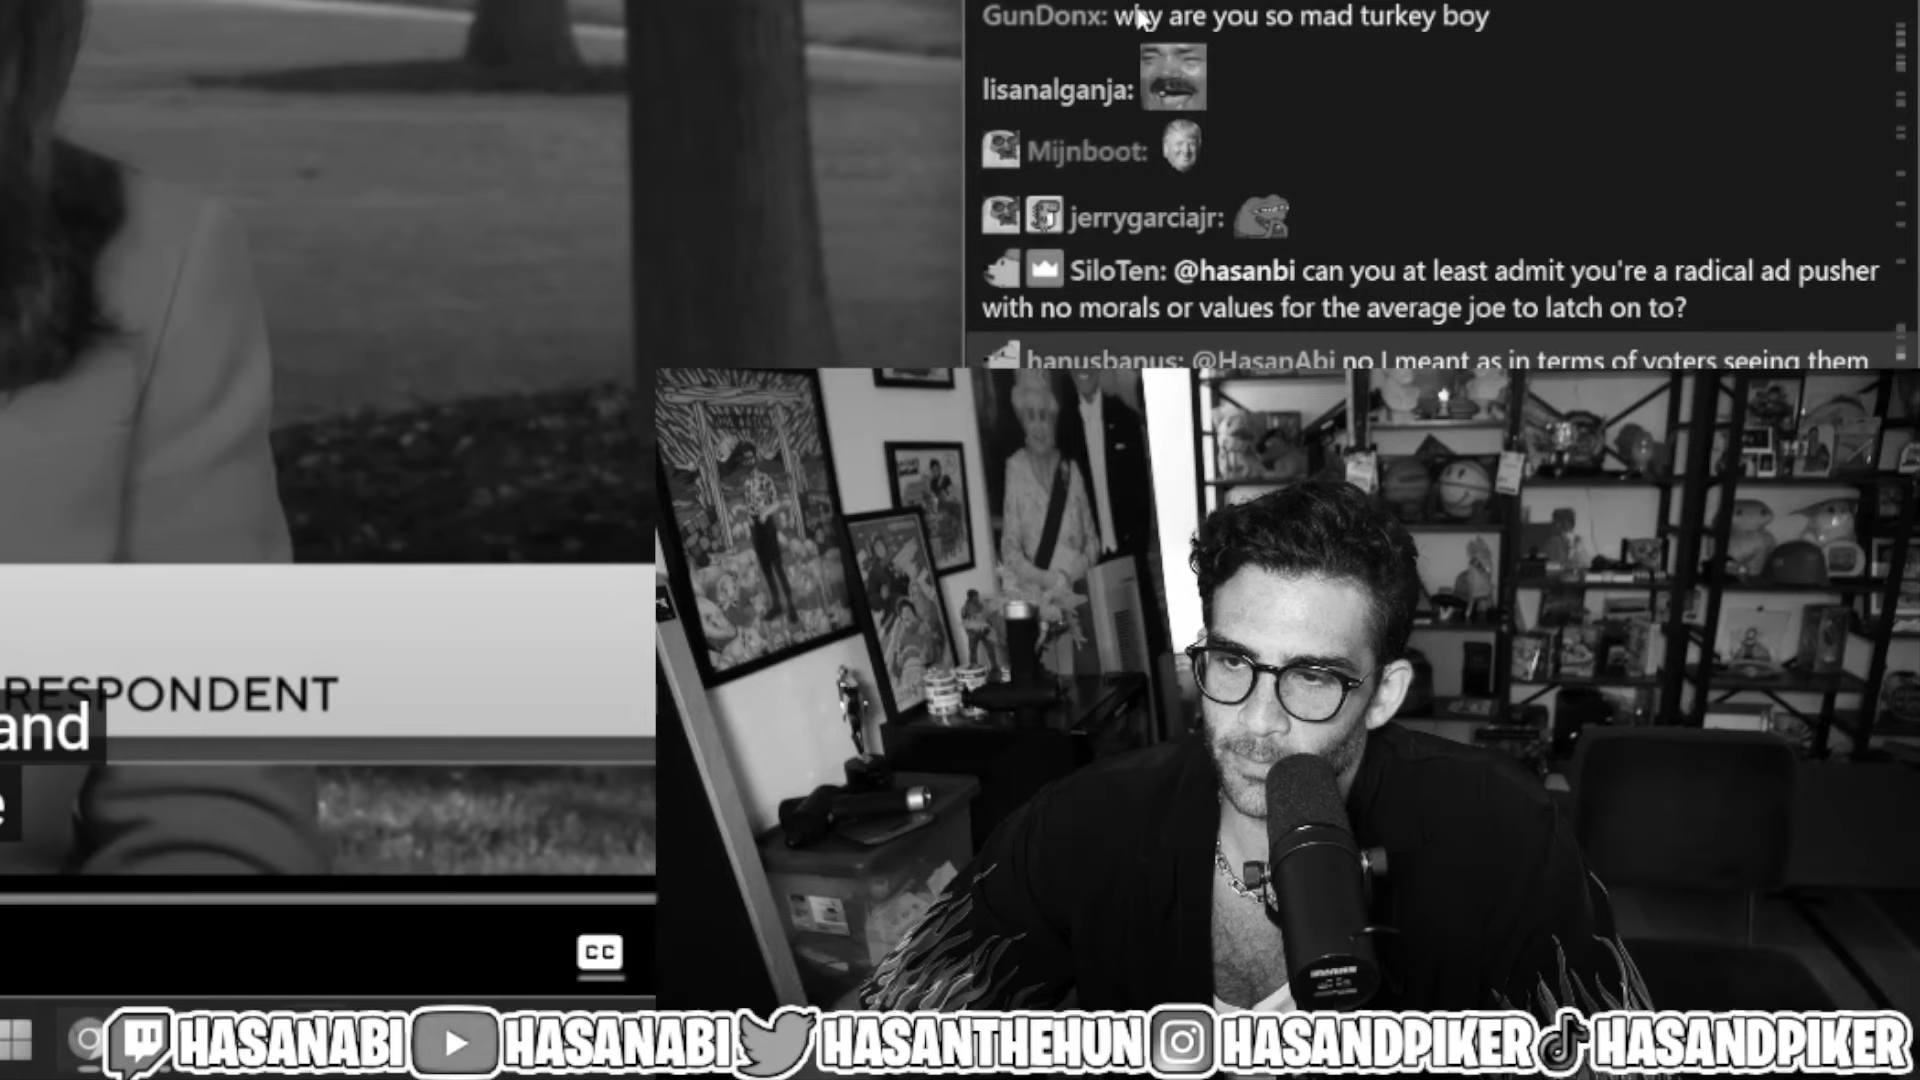 GunDonx: why are you so mad turkey boy
lisanalganja:
Mijnboot:
jerrygarciajr:
SiloTen: @hasanbi can you at least admit you're a radical ad pusher
with no morals or values for the average joe to latch on to?
hanusbanus: @HasanAbi no I meant as in terms of voters seeing them
RESPONDENT
and
e
CC
HASANABI HASANABI HASANTHEHUN HASANDPIKER HASANDPIKER